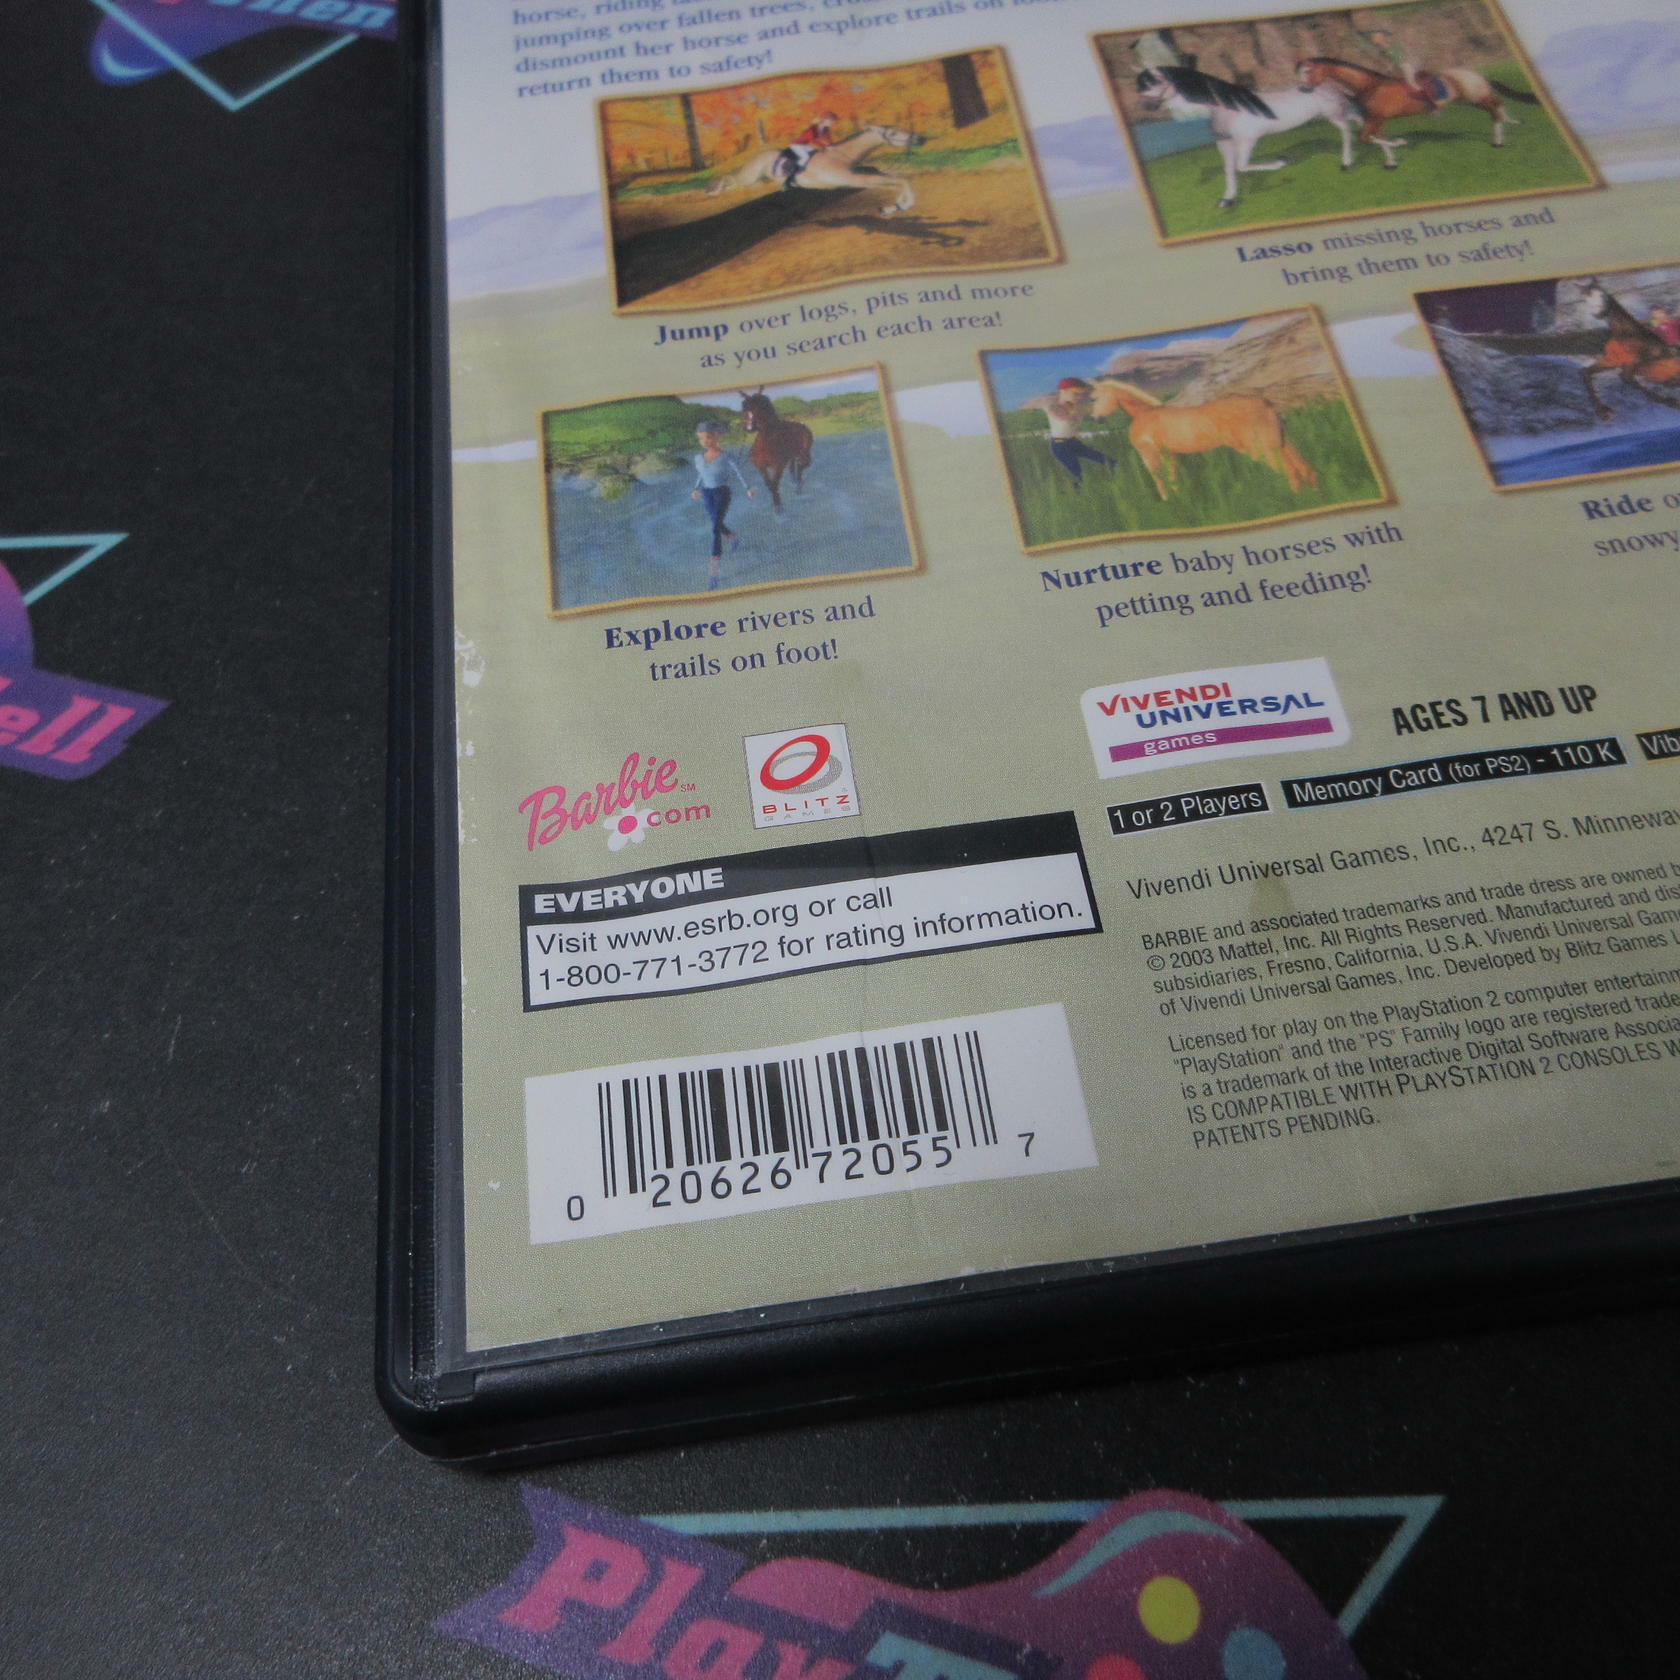 horse, riding
jumping over fallen trees,
dismount her horse and explore trails on
return them to safety!
Jump over logs, pits and more
as you search each area!
Lasso missing horses and
bring them to safety!
Explore rivers and
trails on foot!
Nurture baby horses with
petting and feeding!
Ride
snowy
Barbie SM
.com
BLITZ
GAMES
VIVENDI
UNIVERSAL
games
AGES 7 AND UP
1 or 2 Players
Memory Card (for PS2) - 110 K
Vib
EVERYONE
Visit www.esrb.org or call
1-800-771-3772 for rating information.
Vivendi Universal Games, Inc., 4247 S. Minneway
BARBIE and associated trademarks and trade dress are owned b
© 2003 Mattel, Inc. All Rights Reserved. Manufactured and dis
subsidiaries, Fresno, California, U.S.A. Vivendi Universal Gam
of Vivendi Universal Games, Inc. Developed by Blitz Games L
Licensed for play on the PlayStation 2 computer entertainm
"PlayStation" and the "PS" Family logo are registered trade
is a trademark of the Interactive Digital Software Associa
IS COMPATIBLE WITH PLAYSTATION 2 CONSOLES W
PATENTS PENDING.
0 20626 72055 7
ell
Play